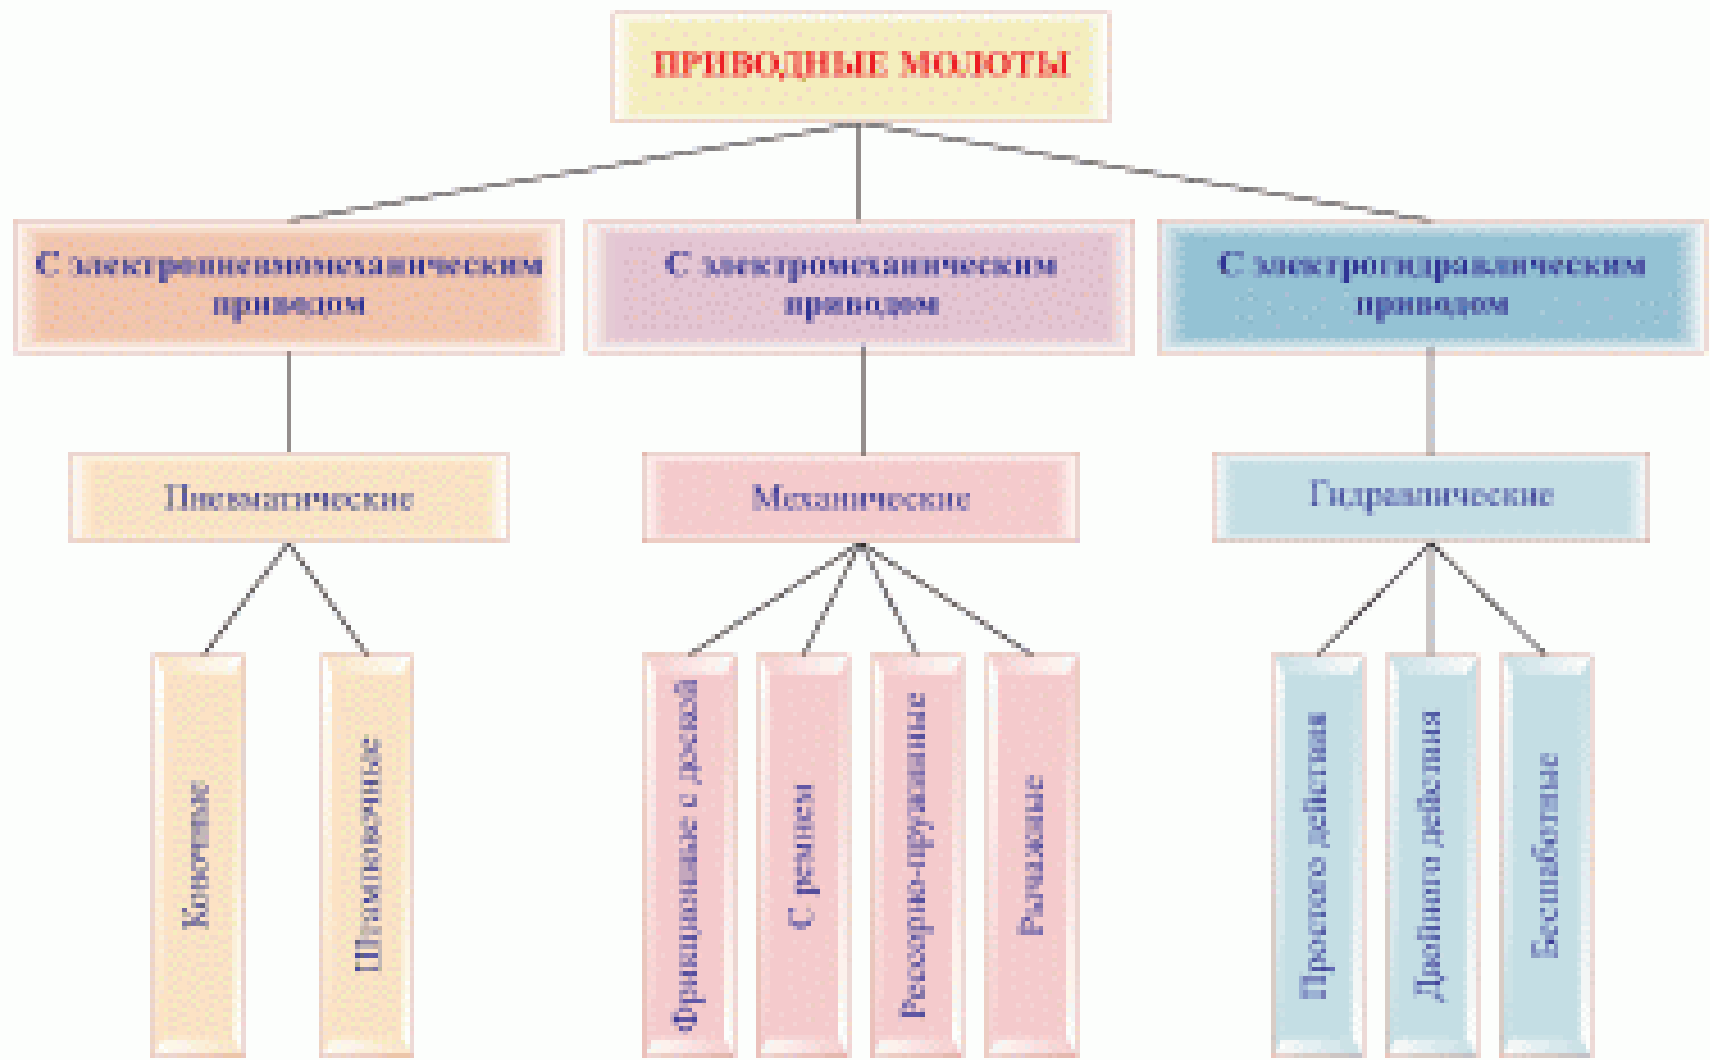 ПРИВОДНЫЕ МОЛОТЫ
С электропневмомеханическим
приводом
С электромеханическим
приводом
С электрогидравлическим
приводом
Пневматические
Механические
Гидравлические
Ковочные
Штамповочные
Фрикционные с доской
С ремнем
Рессорно-пружинные
Рычажные
Простого действия
Двойного действия
Бесшаботные